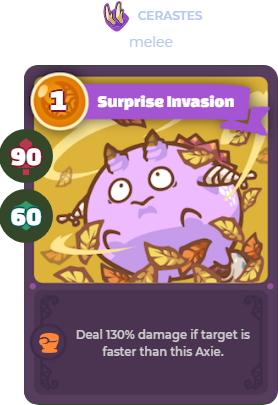 CERASTES
melee
1
Surprise Invasion
90
60
Deal 130% damage if target is
faster than this Axie.